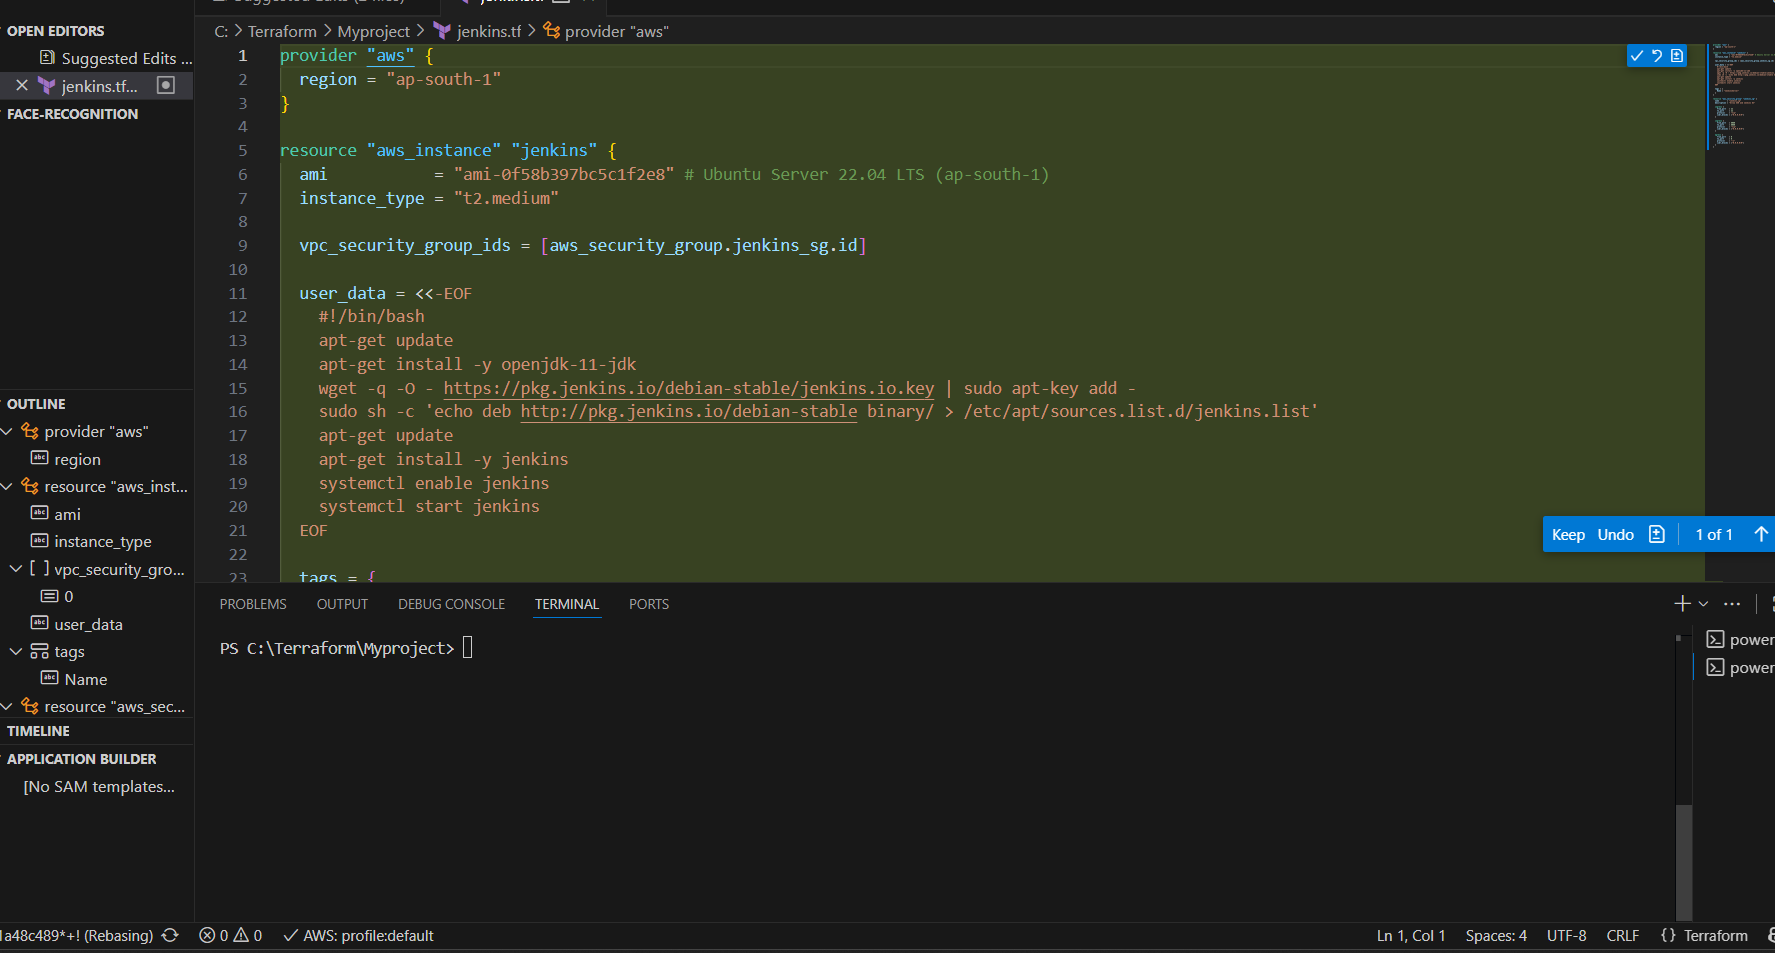 OPEN EDITORS
Suggested Edits ...
jenkins.tf...
FACE-RECOGNITION
OUTLINE
provider "aws"
region
resource "aws_inst...
ami
instance_type
vpc_security_gro...
0
user_data
tags
Name
resource "aws_sec...
TIMELINE
APPLICATION BUILDER
[No SAM templates...
C: > Terraform > Myproject > jenkins.tf > provider "aws"
1 provider "aws" {
2 region = "ap-south-1"
3 }
4
5 resource "aws_instance" "jenkins" {
6 ami = "ami-0f58b397bc5c1f2e8" # Ubuntu Server 22.04 LTS (ap-south-1)
7 instance_type = "t2.medium"
8
9 vpc_security_group_ids = [aws_security_group.jenkins_sg.id]
10
11 user_data = <<-EOF
12 #!/bin/bash
13 apt-get update
14 apt-get install -y openjdk-11-jdk
15 wget -q -O - https://pkg.jenkins.io/debian-stable/jenkins.io.key | sudo apt-key add -
16 sudo sh -c 'echo deb http://pkg.jenkins.io/debian-stable binary/ > /etc/apt/sources.list.d/jenkins.list'
17 apt-get update
18 apt-get install -y jenkins
19 systemctl enable jenkins
20 systemctl start jenkins
21 EOF
22
23 tags = {
Keep Undo 1 of 1
PROBLEMS OUTPUT DEBUG CONSOLE TERMINAL PORTS
PS C:\Terraform\Myproject>
power
power
1a48c489*+! (Rebasing) 0 0 AWS: profile:default Ln 1, Col 1 Spaces: 4 UTF-8 CRLF {} Terraform